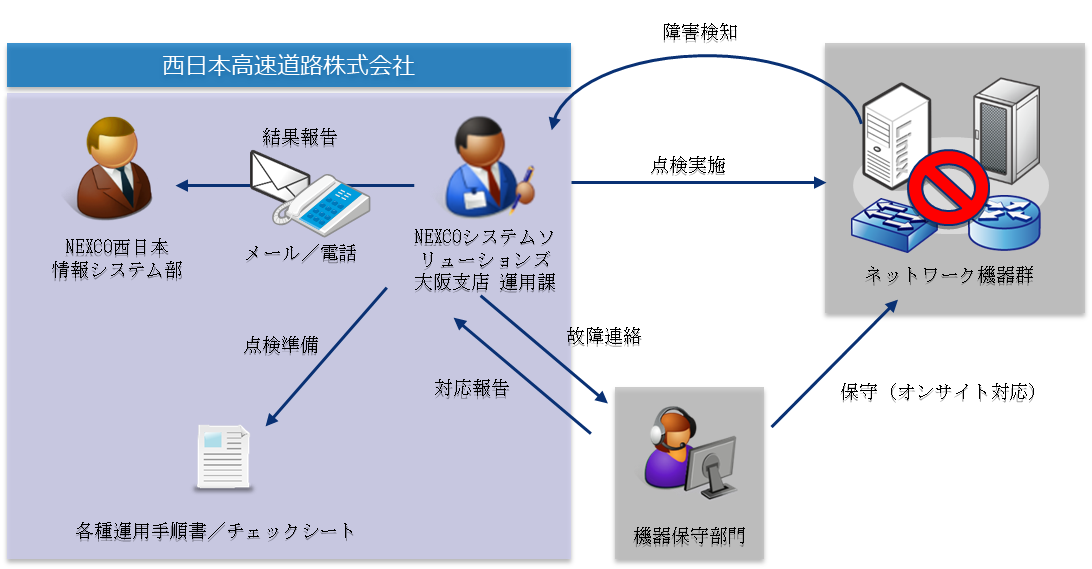 障害検知
西日本高速道路株式会社
結果報告
点検実施
NEXCO西日本
情報システム部
メール／電話
NEXCOシステムソ
リューションズ
大阪支店 運用課
ネットワーク機器群
点検準備
故障連絡
対応報告
保守（オンサイト対応）
各種運用手順書／チェックシート
機器保守部門